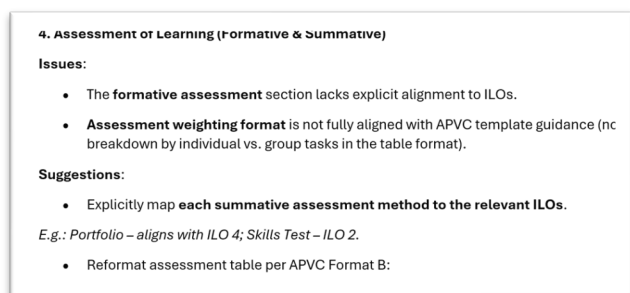 4. Assessment of Learning (Formative & Summative)
Issues:
• The formative assessment section lacks explicit alignment to ILOs.
• Assessment weighting format is not fully aligned with APVC template guidance (no
breakdown by individual vs. group tasks in the table format).
Suggestions:
• Explicitly map each summative assessment method to the relevant ILOs.
E.g.: Portfolio – aligns with ILO 4; Skills Test – ILO 2.
• Reformat assessment table per APVC Format B: